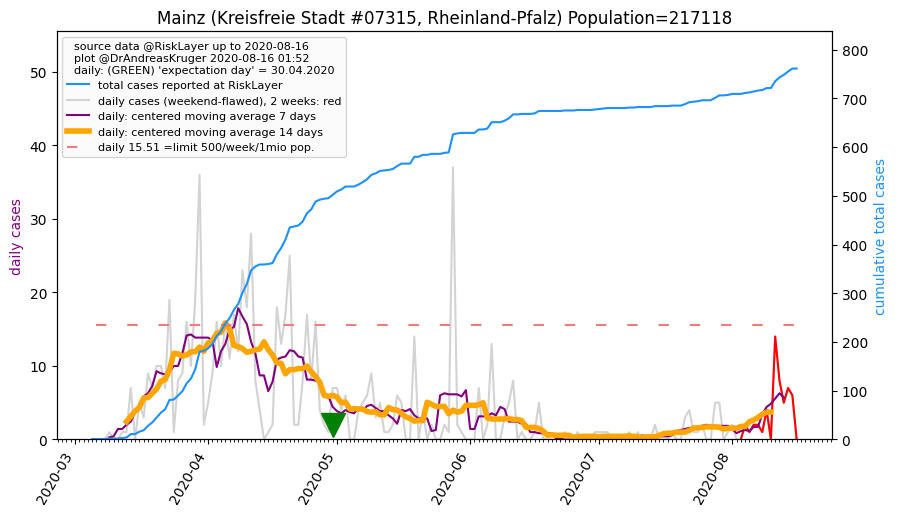 Mainz (Kreisfreie Stadt #07315, Rheinland-Pfalz) Population=217118
source data @RiskLayer up to 2020-08-16
plot @DrAndreasKruger 2020-08-16 01:52
daily: (GREEN) 'expectation day' = 30.04.2020
total cases reported at RiskLayer
daily cases (weekend-flawed), 2 weeks: red
daily: centered moving average 7 days
daily: centered moving average 14 days
daily 15.51 =limit 500/week/1mio pop.
daily cases
50
40
30
20
10
0
cumulative total cases
800
700
600
500
400
300
200
100
0
2020-03
2020-04
2020-05
2020-06
2020-07
2020-08